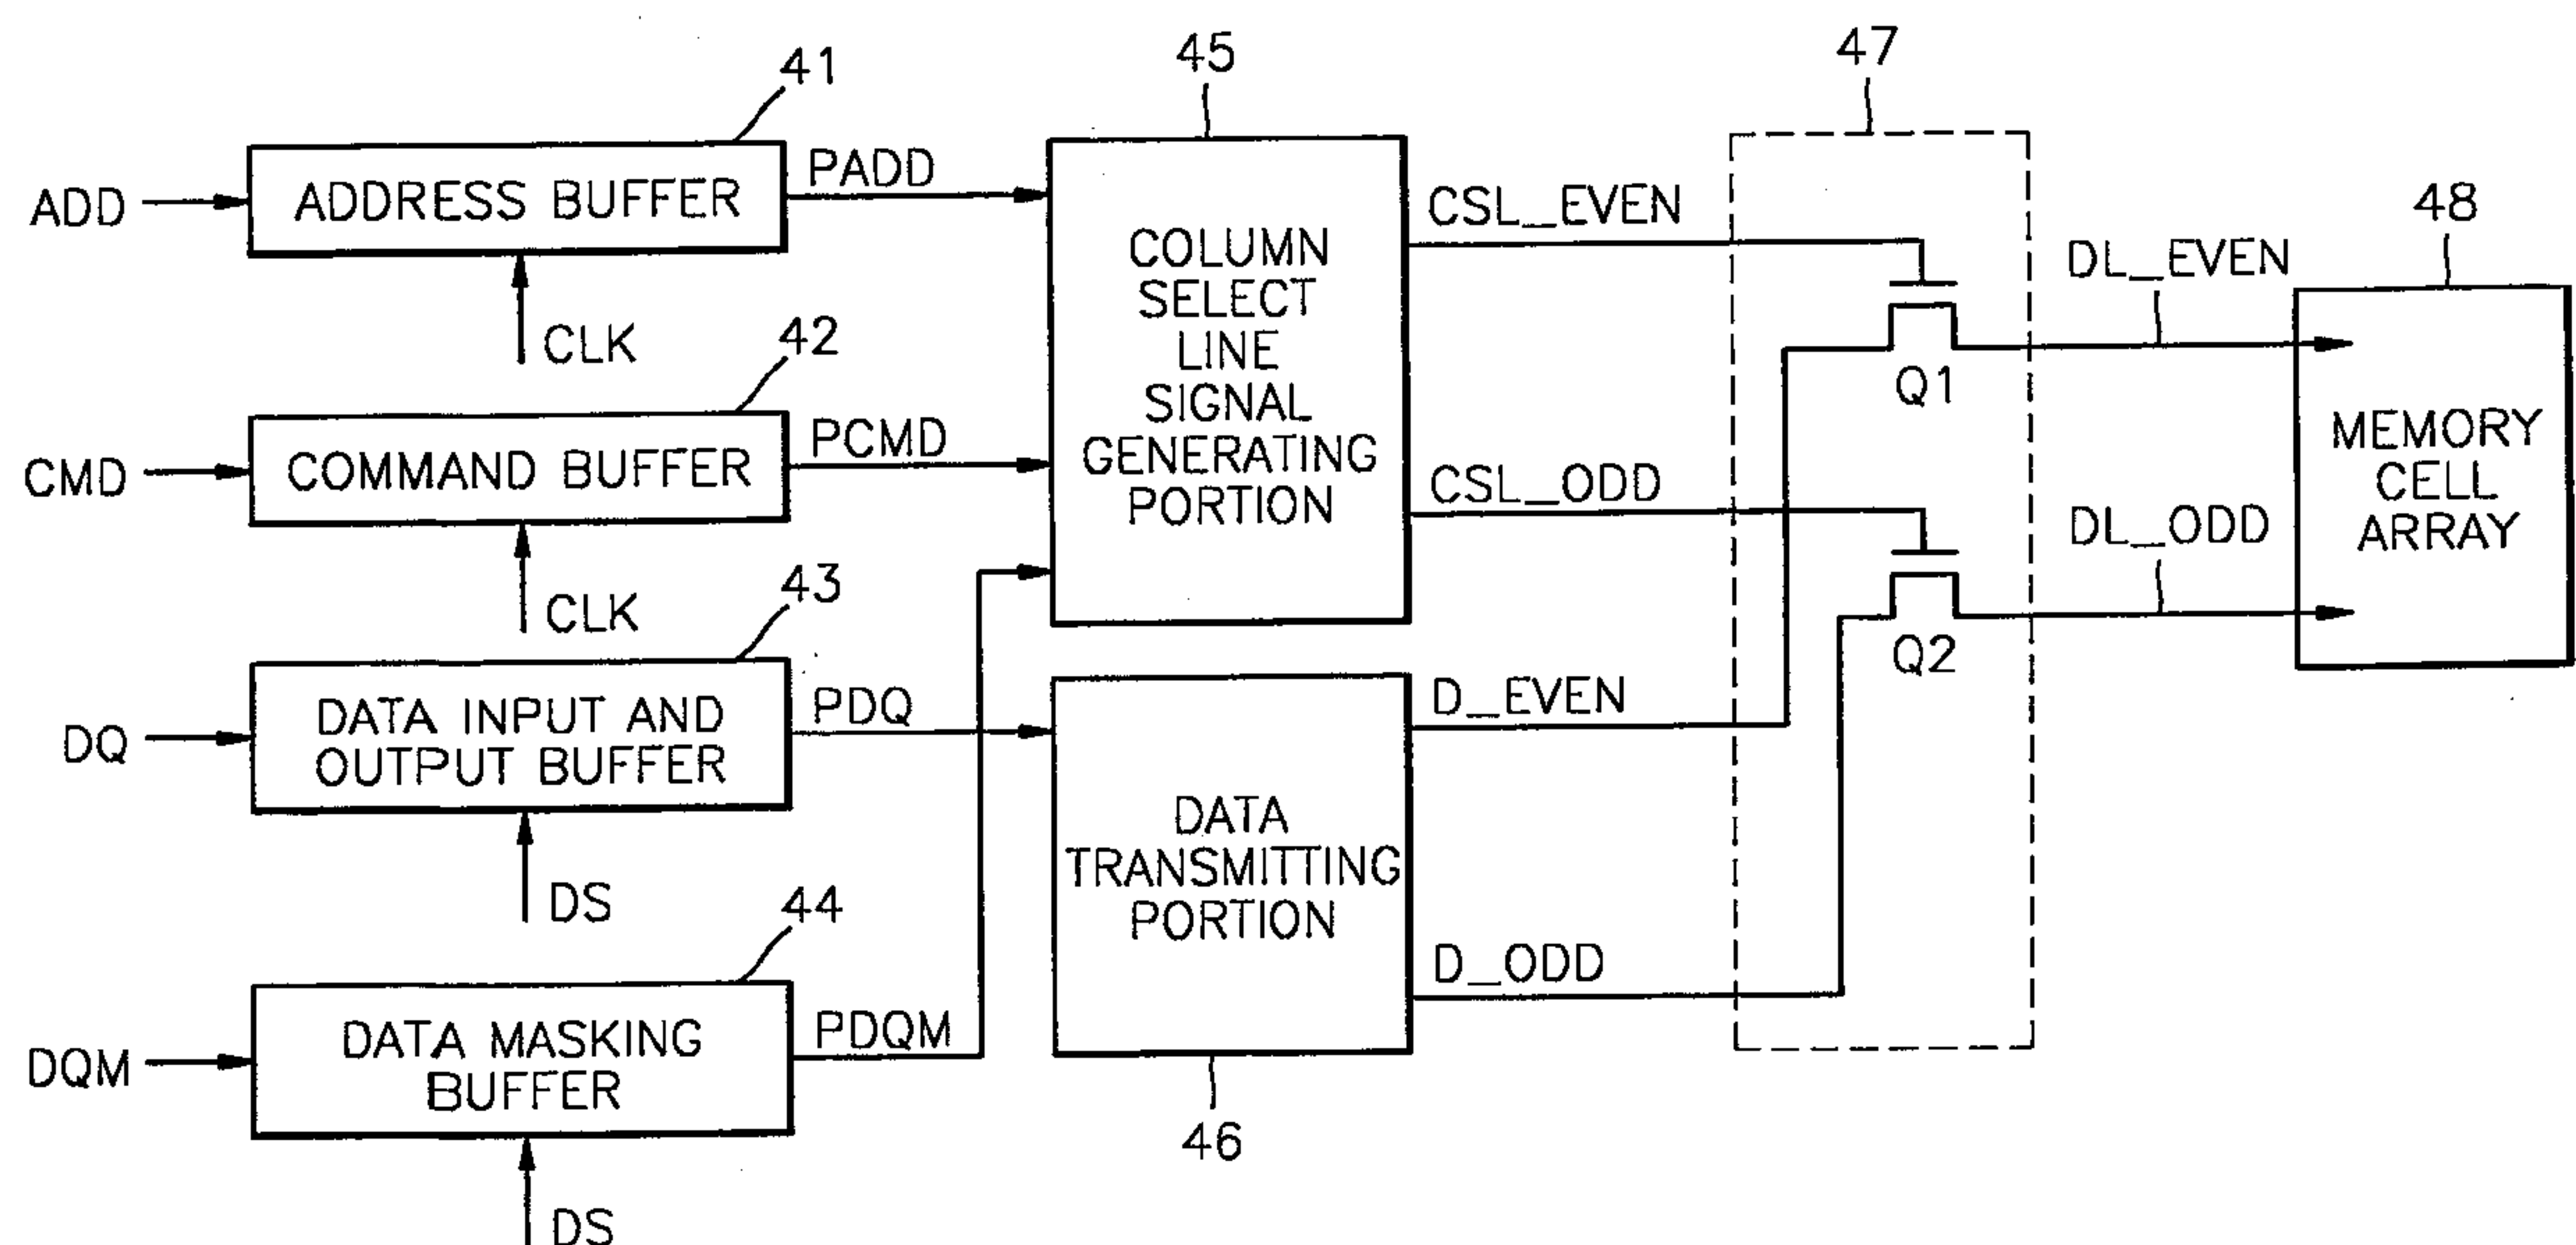 41
ADD
ADDRESS BUFFER
PADD
CLK
42
CMD
COMMAND BUFFER
PCMD
CLK
43
DQ
DATA INPUT AND
OUTPUT BUFFER
PDQ
DS
44
DQM
DATA MASKING
BUFFER
PDQM
DS
45
COLUMN
SELECT
LINE
SIGNAL
GENERATING
PORTION
CSL_EVEN
CSL_ODD
DATA
TRANSMITTING
PORTION
46
D_EVEN
D_ODD
47
Q1
Q2
DL_EVEN
DL_ODD
48
MEMORY
CELL
ARRAY